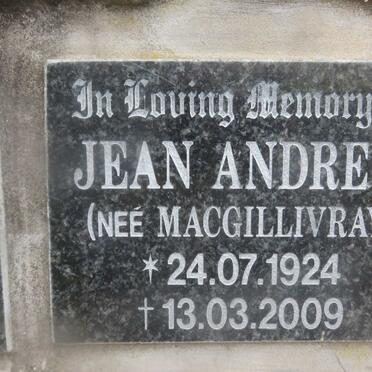 In Loving Memory
JEAN ANDRE
(NEÉ MACGILLIVRAY
* 24.07.1924
† 13.03.2009